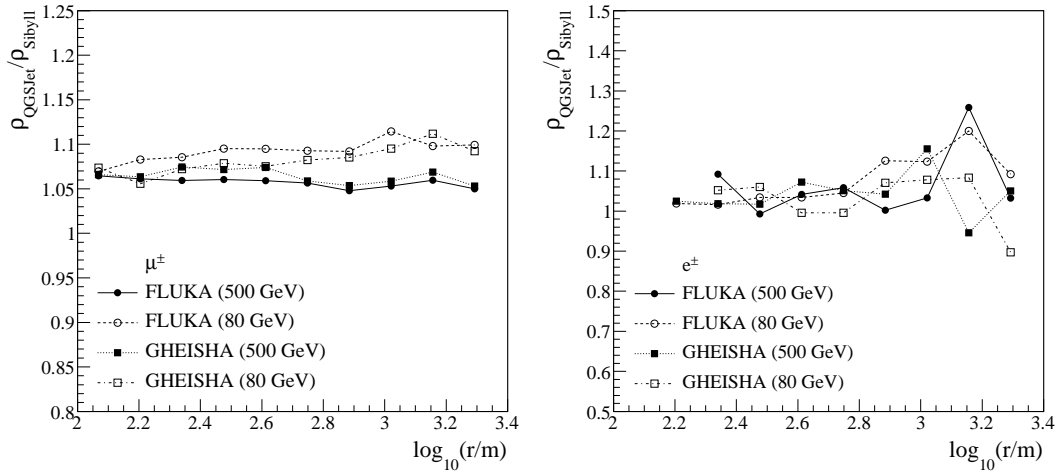 ρ_QGSJet/ρ_Sibyll
1.25
1.2
1.15
1.1
1.05
1
0.95
0.9
0.85
0.8
μ±
FLUKA (500 GeV)
FLUKA (80 GeV)
GHEISHA (500 GeV)
GHEISHA (80 GeV)
2 2.2 2.4 2.6 2.8 3 3.2 3.4
log10(r/m)
ρ_QGSJet/ρ_Sibyll
1.5
1.4
1.3
1.2
1.1
1
0.9
0.8
0.7
0.6
0.5
e±
FLUKA (500 GeV)
FLUKA (80 GeV)
GHEISHA (500 GeV)
GHEISHA (80 GeV)
2 2.2 2.4 2.6 2.8 3 3.2 3.4
log10(r/m)